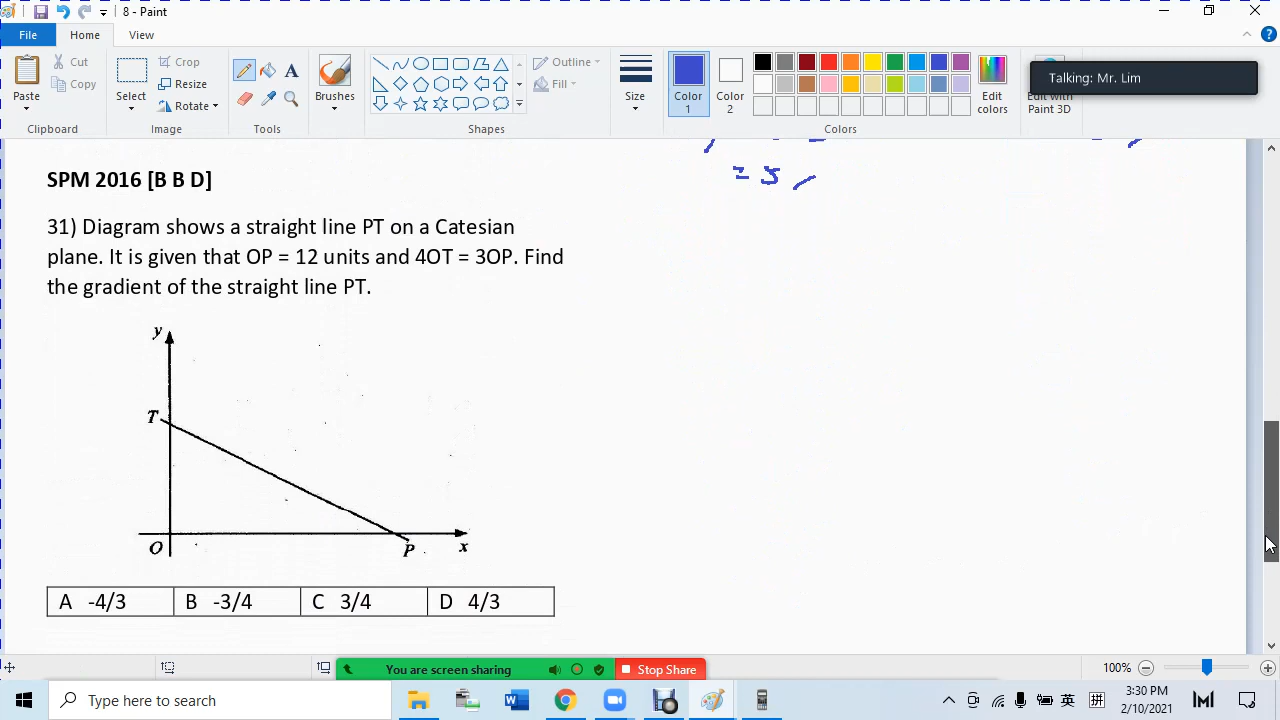 8 - Paint
File
Home
View
Paste
Cut
Copy
Clipboard
Select
Crop
Resize
Rotate
Image
A
Tools
Brushes
Shapes
Outline
Fill
Size
Color 1
Color 2
Colors
Edit colors
Edit with Paint 3D
Talking: Mr. Lim
= 5
SPM 2016 [B B D]
31) Diagram shows a straight line PT on a Catesian
plane. It is given that OP = 12 units and 4OT = 3OP. Find
the gradient of the straight line PT.
y
T
O
P
x
A -4/3 B -3/4 C 3/4 D 4/3
100%
You are screen sharing
Stop Share
Type here to search
英
拼
3:30 PM
2/10/2021